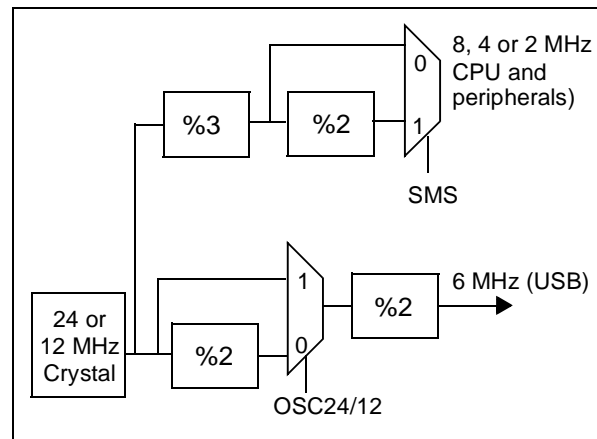 8, 4 or 2 MHz
CPU and
peripherals)
0
%3
%2
1
SMS
1
6 MHz (USB)
%2
24 or
12 MHz
Crystal
%2
0
OSC24/12